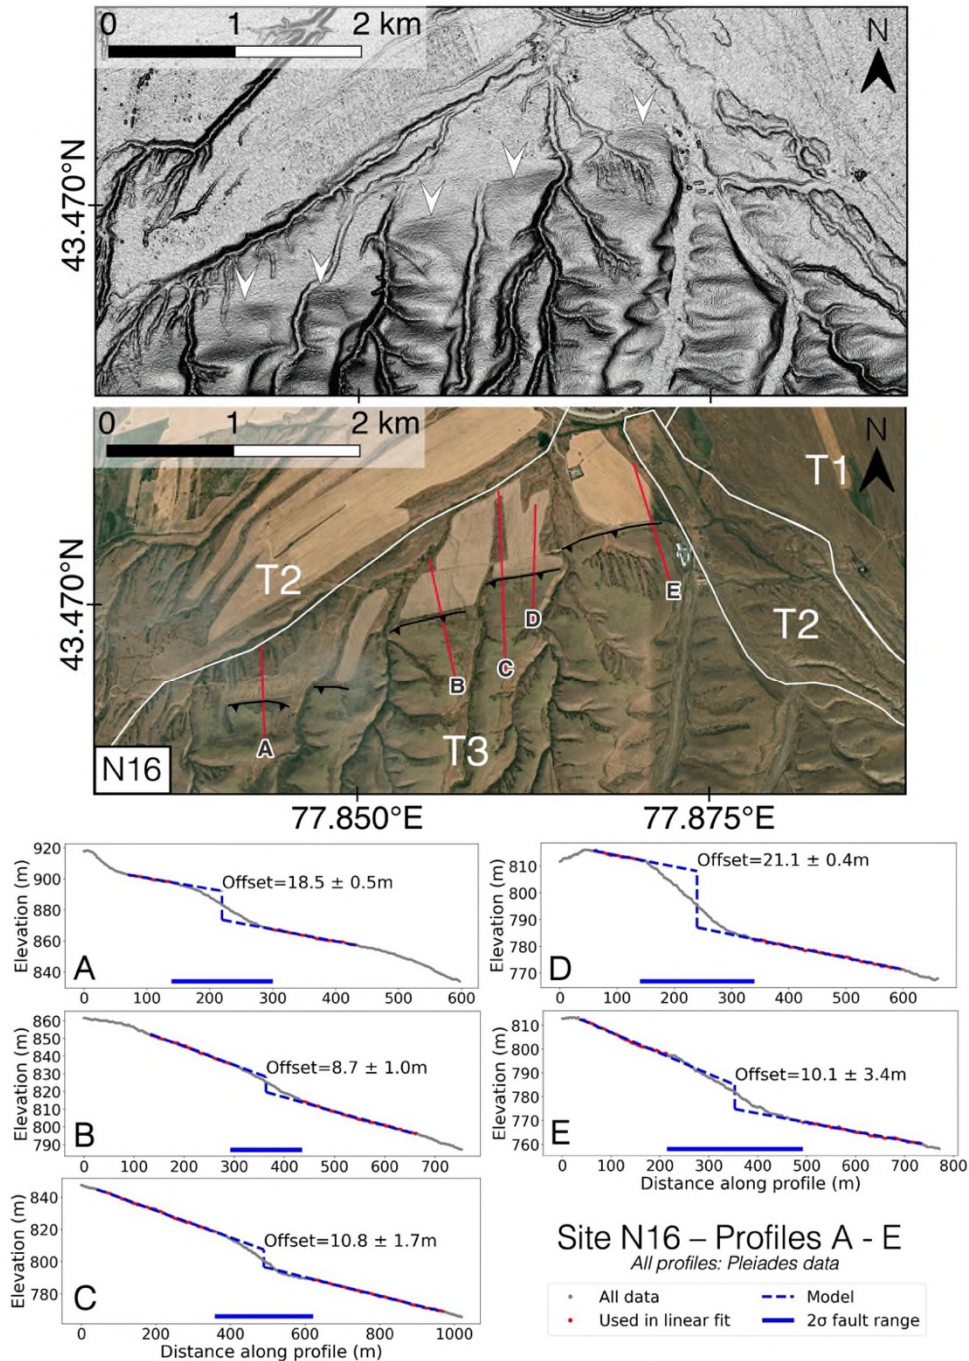 0 1 2 km
N
43.470°N
0 1 2 km
N
T1
T2
T2
T3
A
B
C
D
E
N16
43.470°N
77.850°E 77.875°E
Elevation (m)
920
900
880
860
840
Offset=18.5 ± 0.5m
A
0 100 200 300 400 500 600
Elevation (m)
860
850
840
830
820
810
800
790
Offset=8.7 ± 1.0m
B
0 100 200 300 400 500 600 700
Elevation (m)
840
820
800
780
Offset=10.8 ± 1.7m
C
0 200 400 600 800 1000
Distance along profile (m)
Elevation (m)
810
800
790
780
770
Offset=21.1 ± 0.4m
D
0 100 200 300 400 500 600
Elevation (m)
810
800
790
780
770
760
Offset=10.1 ± 3.4m
E
0 100 200 300 400 500 600 700 800
Distance along profile (m)
Site N16 – Profiles A - E
All profiles: Pleiades data
All data
Used in linear fit
Model
2σ fault range